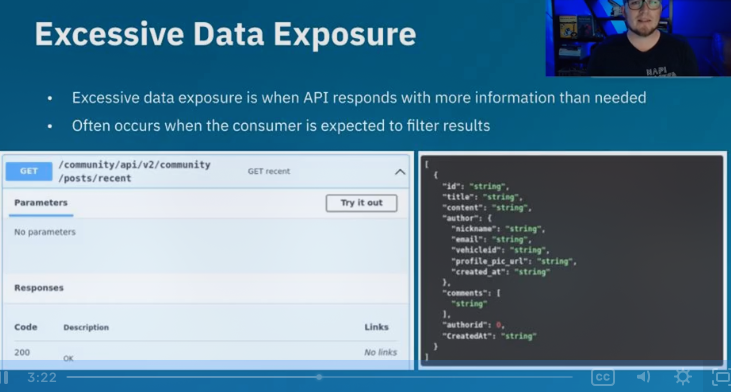 Excessive Data Exposure
• Excessive data exposure is when API responds with more information than needed
• Often occurs when the consumer is expected to filter results
GET /community/api/v2/community
/posts/recent
GET recent
Parameters
Try it out
No parameters
Responses
Code Description Links
200 OK No links
[
{
"id": "string",
"title": "string",
"content": "string",
"author": {
"nickname": "string",
"email": "string",
"vehicleid": "string",
"profile_pic_url": "string",
"created_at": "string"
},
"comments": [
"string"
],
"authorid": 0,
"CreatedAt": "string"
}
]
3:22
CC